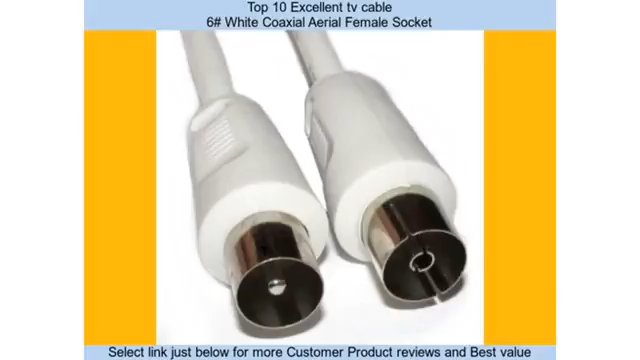 Top 10 Excellent tv cable
6# White Coaxial Aerial Female Socket
Select link just below for more Customer Product reviews and Best value